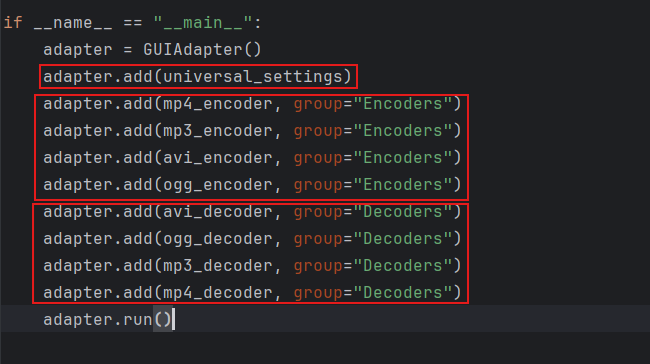 if __name__ == "__main__":
    adapter = GUIAdapter()
    adapter.add(universal_settings)
    adapter.add(mp4_encoder, group="Encoders")
    adapter.add(mp3_encoder, group="Encoders")
    adapter.add(avi_encoder, group="Encoders")
    adapter.add(ogg_encoder, group="Encoders")
    adapter.add(avi_decoder, group="Decoders")
    adapter.add(ogg_decoder, group="Decoders")
    adapter.add(mp3_decoder, group="Decoders")
    adapter.add(mp4_decoder, group="Decoders")
    adapter.run()